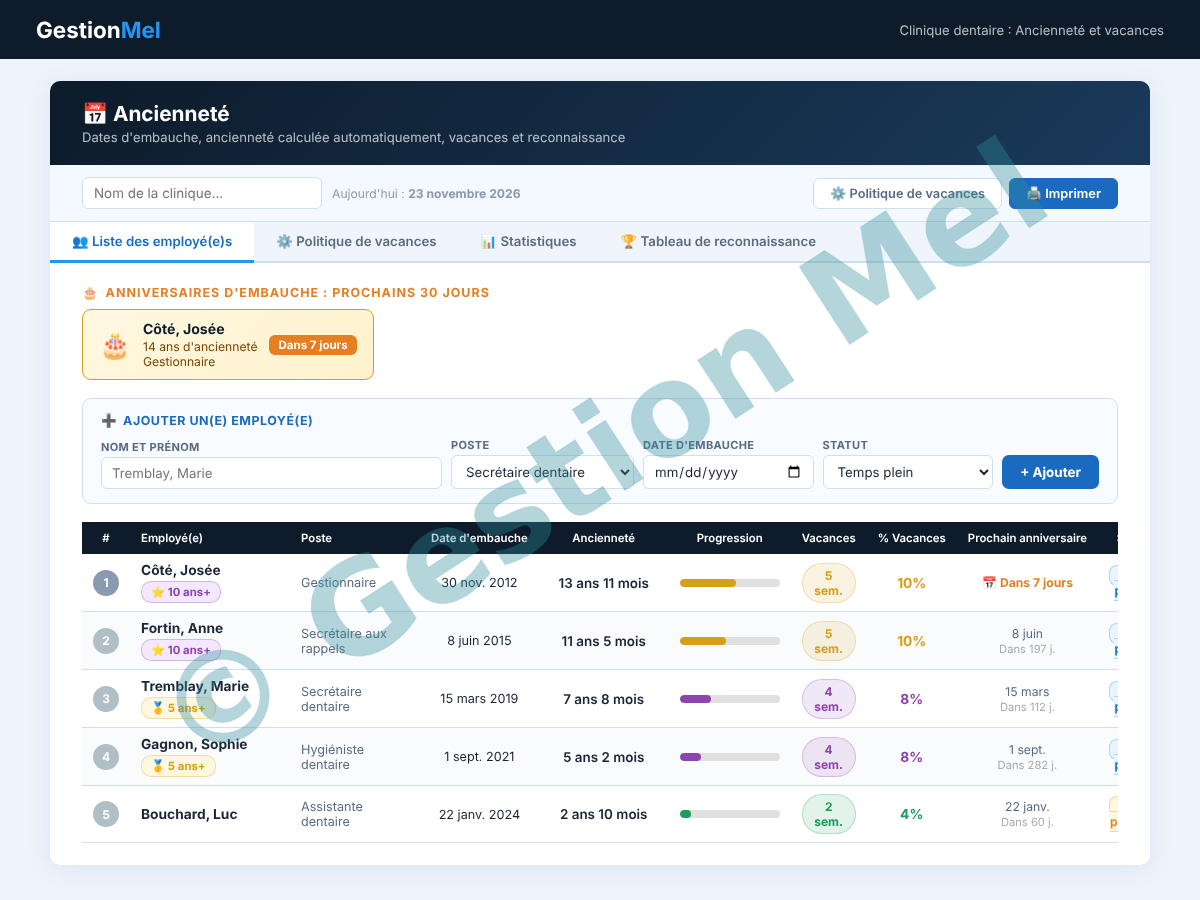 GestionMel
Clinique dentaire : Ancienneté et vacances
📅 Ancienneté
Dates d'embauche, ancienneté calculée automatiquement, vacances et reconnaissance
Nom de la clinique...
Aujourd'hui : 23 novembre 2026
⚙️ Politique de vacances
🖨️ Imprimer
👥 Liste des employé(e)s
⚙️ Politique de vacances
📊 Statistiques
🏆 Tableau de reconnaissance
🎂 ANNIVERSAIRES D'EMBAUCHE : PROCHAINS 30 JOURS
Côté, Josée
14 ans d'ancienneté
Gestionnaire
Dans 7 jours
➕ AJOUTER UN(E) EMPLOYÉ(E)
NOM ET PRÉNOM
Tremblay, Marie
POSTE
Secrétaire dentaire
DATE D'EMBAUCHE
mm/dd/yyyy
STATUT
Temps plein
+ Ajouter
# Employé(e) Poste Date d'embauche Ancienneté Progression Vacances % Vacances Prochain anniversaire
1 Côté, Josée
⭐ 10 ans+
Gestionnaire
30 nov. 2012
13 ans 11 mois
5
sem.
10%
📅 Dans 7 jours
2 Fortin, Anne
⭐ 10 ans+
Secrétaire aux
rappels
8 juin 2015
11 ans 5 mois
5
sem.
10%
8 juin
Dans 197 j.
3 Tremblay, Marie
🥇 5 ans+
Secrétaire
dentaire
15 mars 2019
7 ans 8 mois
4
sem.
8%
15 mars
Dans 112 j.
4 Gagnon, Sophie
🥇 5 ans+
Hygiéniste
dentaire
1 sept. 2021
5 ans 2 mois
4
sem.
8%
1 sept.
Dans 282 j.
5 Bouchard, Luc
Assistante
dentaire
22 janv. 2024
2 ans 10 mois
2
sem.
4%
22 janv.
Dans 60 j.
© Gestion Mel